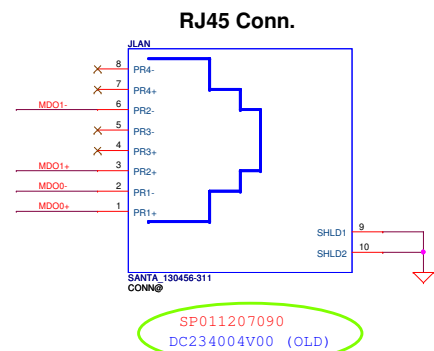 RJ45 Conn.
JLAN
8 PR4-
7 PR4+
MDO1- 6 PR2-
5 PR3-
4 PR3+
MDO1+ 3 PR2+
MDO0- 2 PR1-
MDO0+ 1 PR1+
SHLD1 9
SHLD2 10
SANTA_130456-311
CONN@
SP011207090
DC234004V00 (OLD)